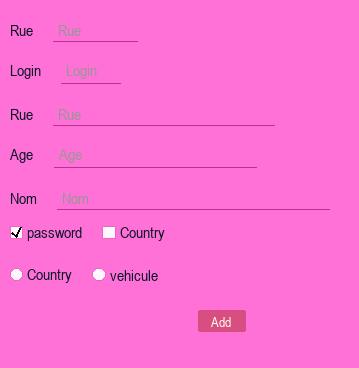 Rue Rue
Login Login
Rue Rue
Age Age
Nom Nom
password Country
Country vehicule
Add